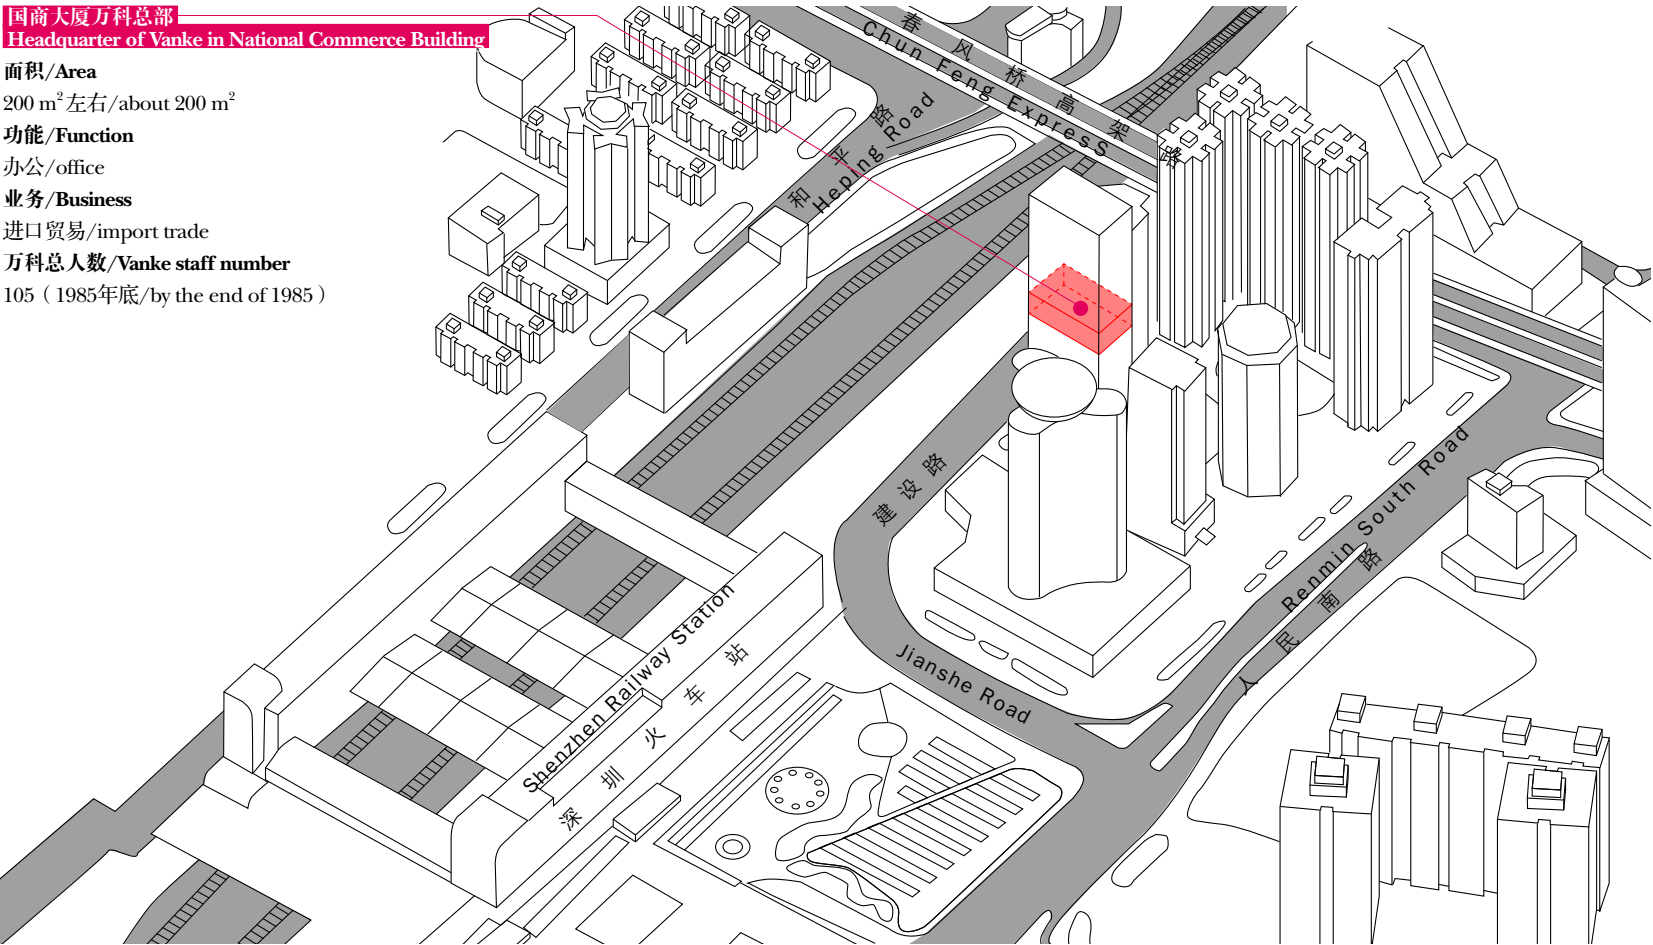 国商大厦万科总部
Headquarter of Vanke in National Commerce Building
面积/Area
200 m²左右/about 200 m²
功能/Function
办公/office
业务/Business
进口贸易/import trade
万科总人数/Vanke staff number
105（1985年底/by the end of 1985）
春风桥高架路
Chun Feng Express
和平路
Heping Road
建设路
Jianshe Road
Renmin South Road
人民南路
Shenzhen Railway Station
深圳火车站